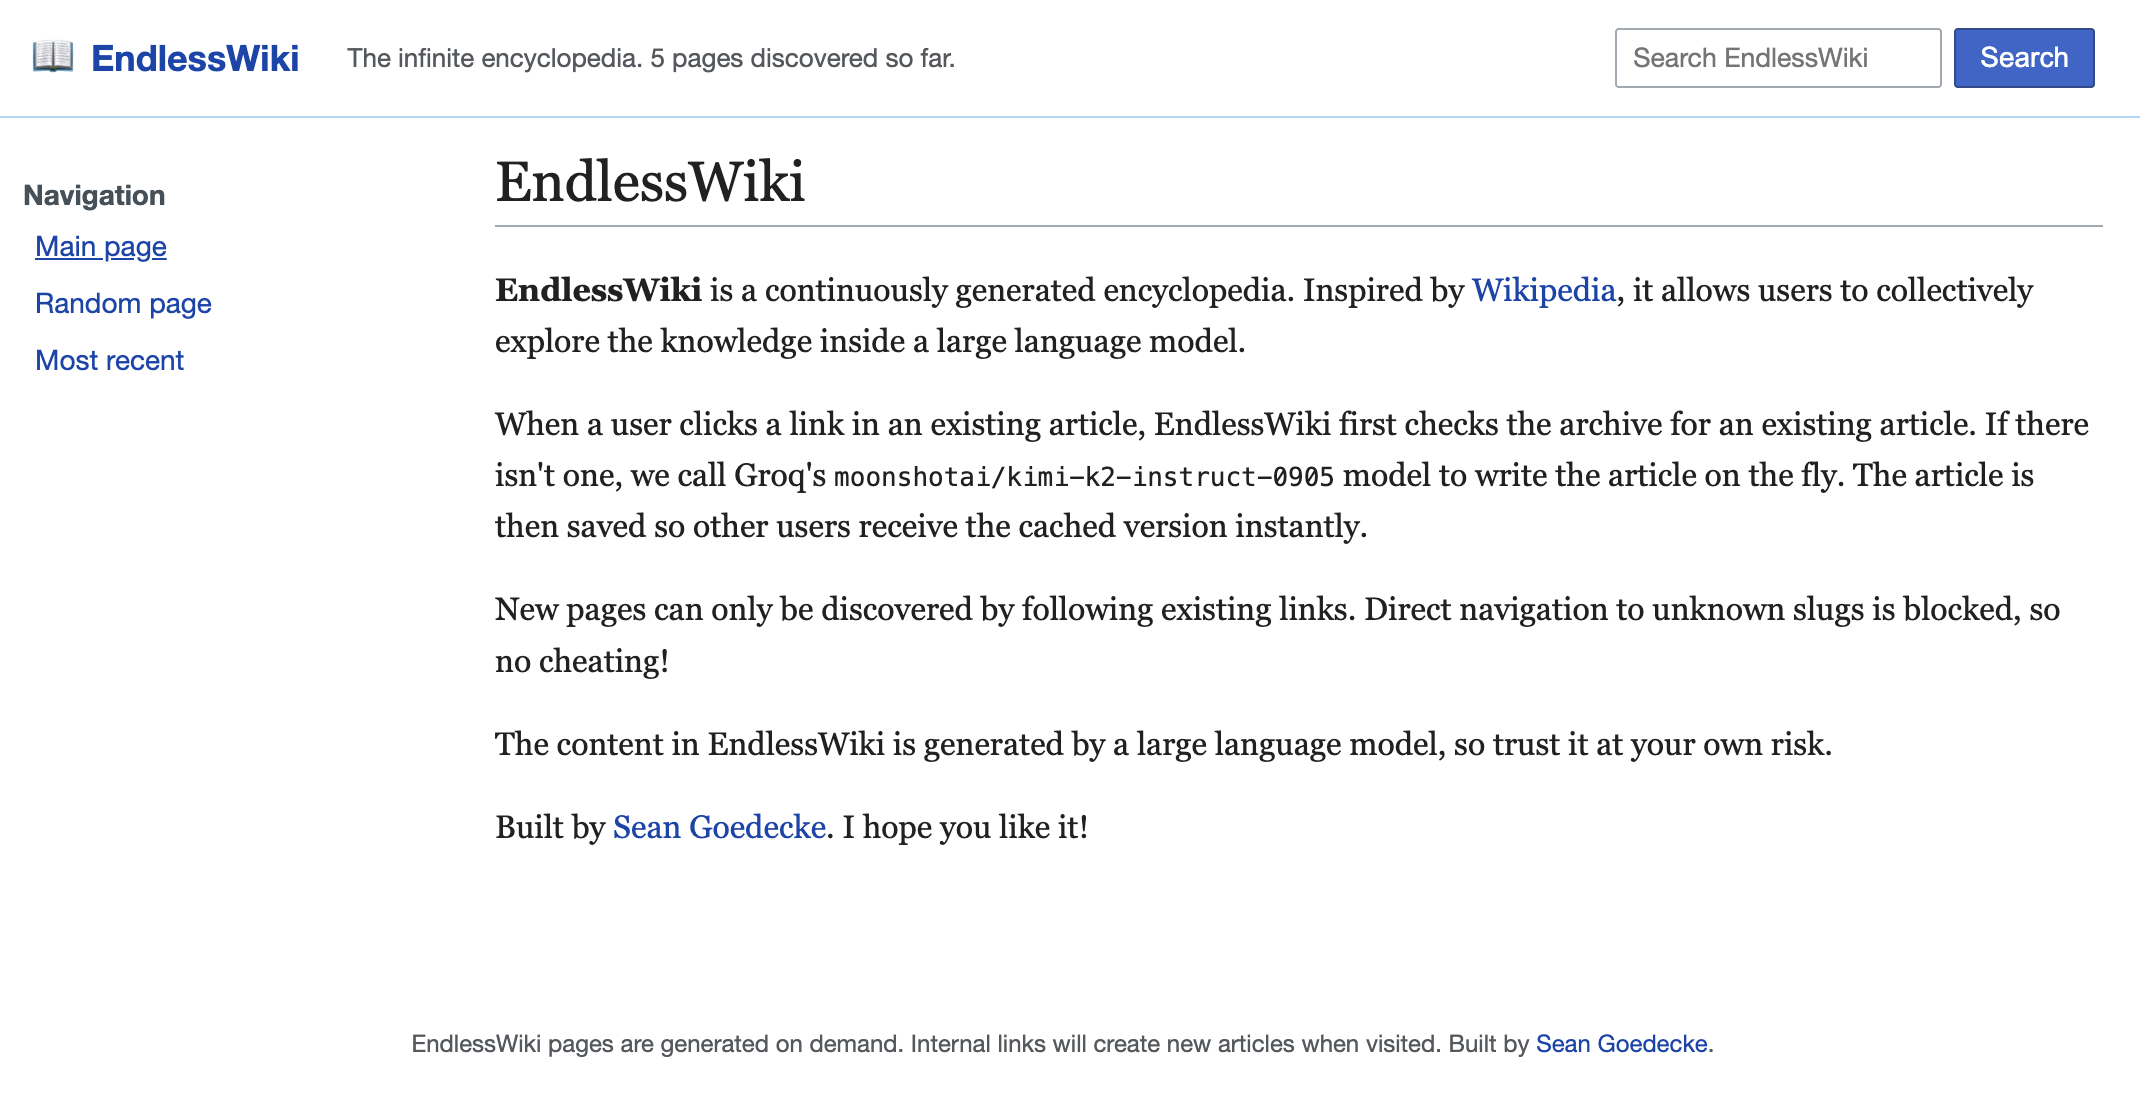 EndlessWiki
The infinite encyclopedia. 5 pages discovered so far.
Search EndlessWiki
Search
Navigation
Main page
Random page
Most recent
EndlessWiki
EndlessWiki is a continuously generated encyclopedia. Inspired by Wikipedia, it allows users to collectively
explore the knowledge inside a large language model.
When a user clicks a link in an existing article, EndlessWiki first checks the archive for an existing article. If there
isn't one, we call Groq's moonshotai/kimi-k2-instruct-0905 model to write the article on the fly. The article is
then saved so other users receive the cached version instantly.
New pages can only be discovered by following existing links. Direct navigation to unknown slugs is blocked, so
no cheating!
The content in EndlessWiki is generated by a large language model, so trust it at your own risk.
Built by Sean Goedecke. I hope you like it!
EndlessWiki pages are generated on demand. Internal links will create new articles when visited. Built by Sean Goedecke.